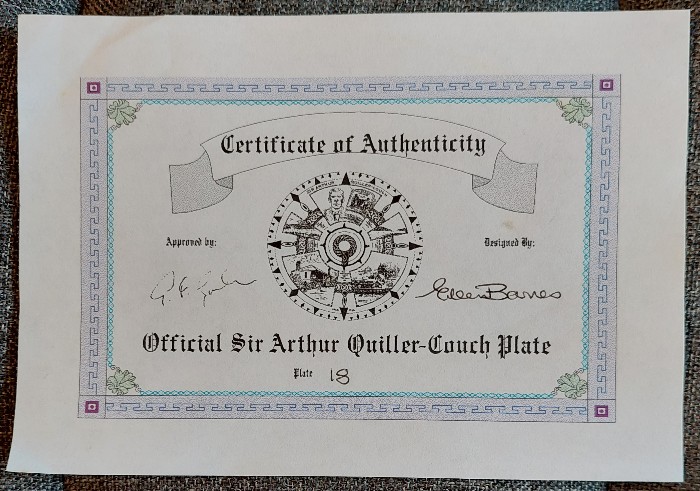 Certificate of Authenticity
Approved by:
Designed By:
Eileen Barnes
Official Sir Arthur Quiller-Couch Plate
Plate 18